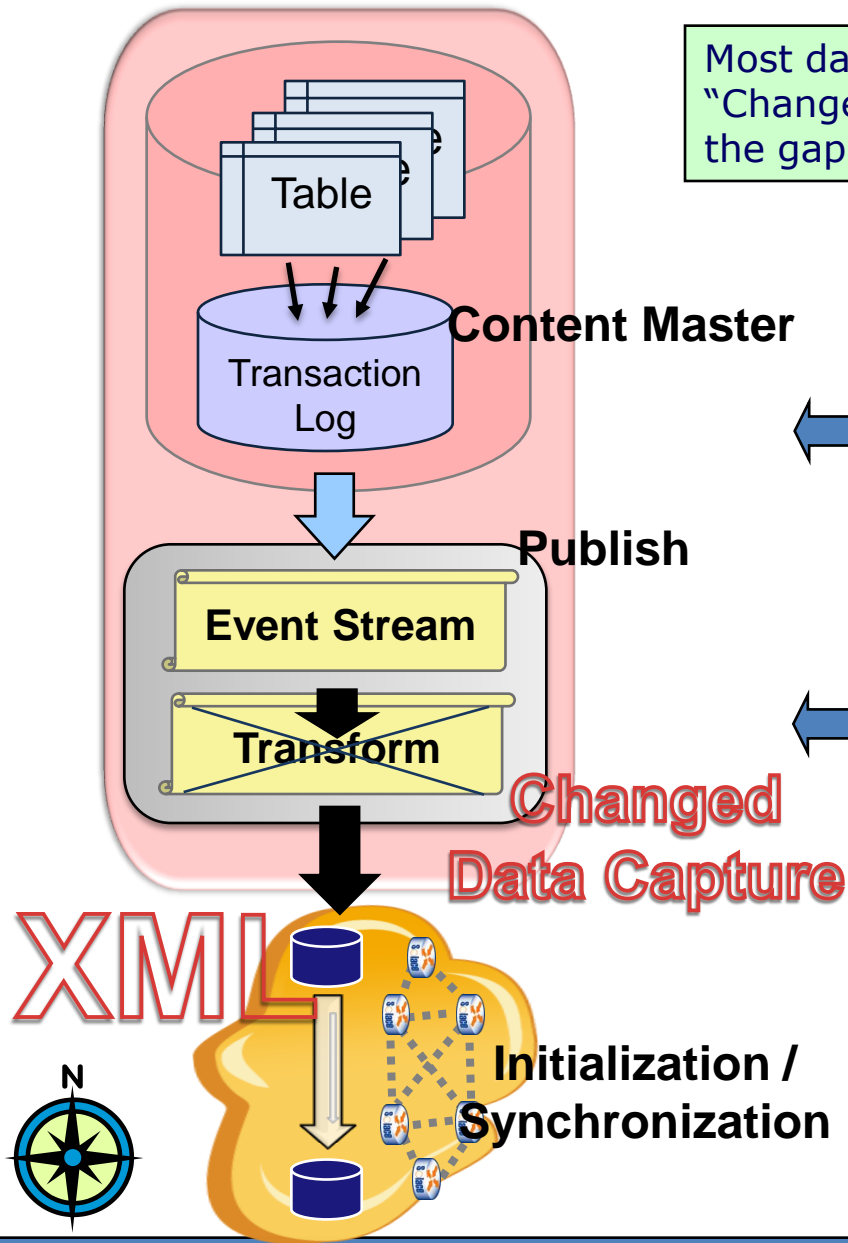 Most da
“Change
the gap
Table
Content Master
Transaction
Log
Publish
Event Stream
Transform
Changed
Data Capture
XML
Initialization /
Synchronization
N